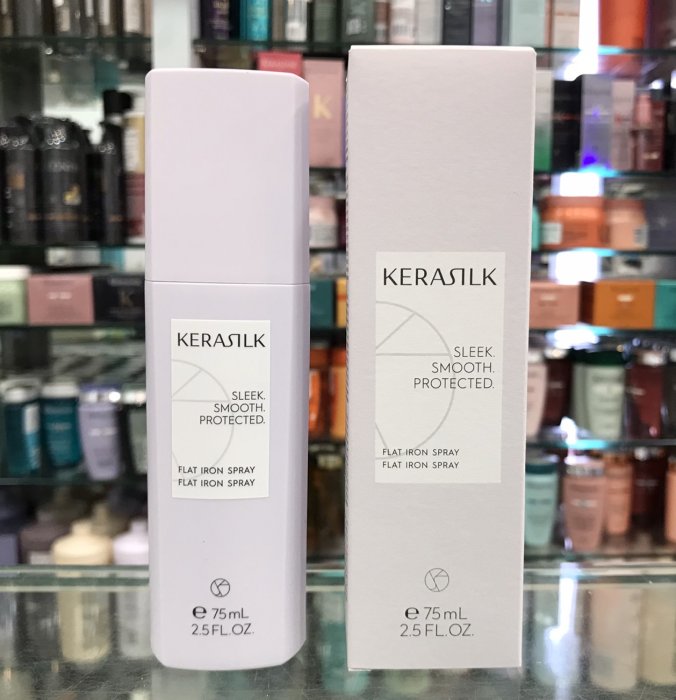 KERASILK
SLEEK.
SMOOTH.
PROTECTED.
FLAT IRON SPRAY
FLAT IRON SPRAY
e 75mL
2.5 FL.OZ.
KERASILK
SLEEK.
SMOOTH.
PROTECTED.
FLAT IRON SPRAY
FLAT IRON SPRAY
e 75mL
2.5 FL.OZ.
K